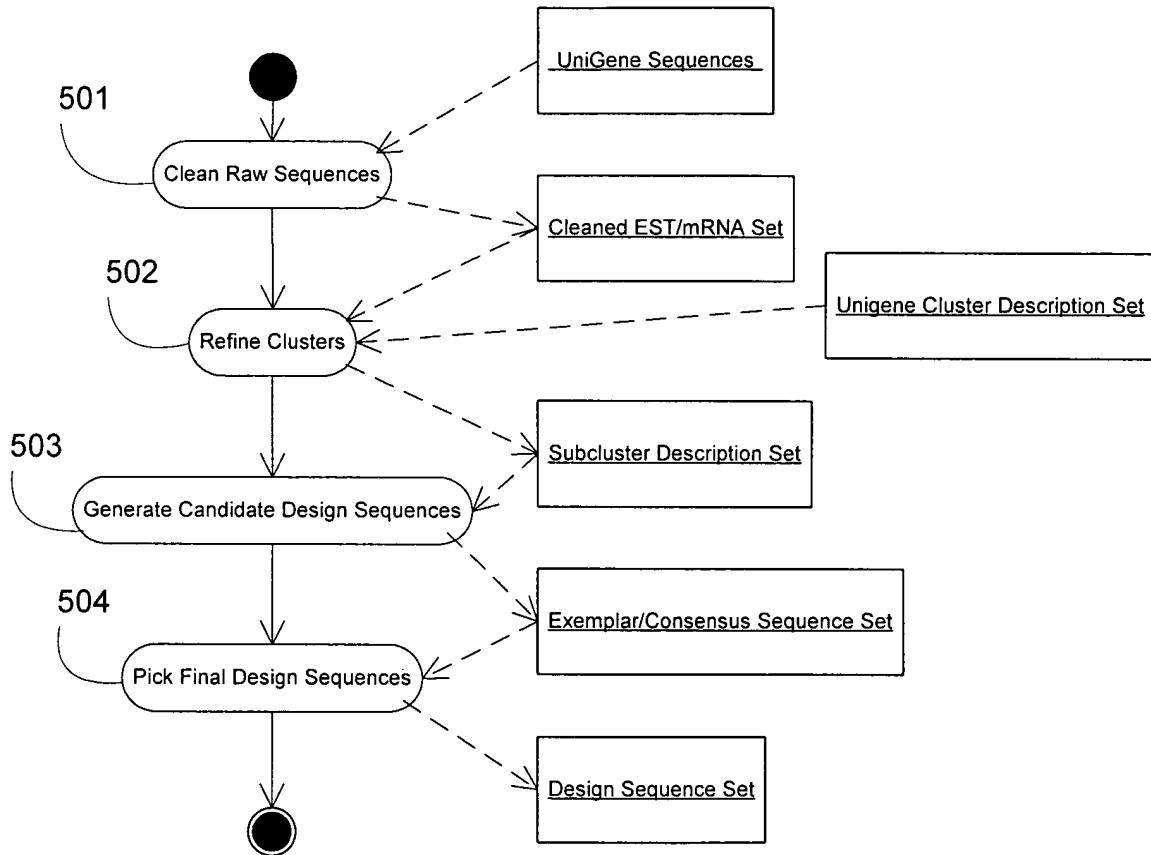 UniGene Sequences
501
Clean Raw Sequences
Cleaned EST/mRNA Set
502
Unigene Cluster Description Set
Refine Clusters
503
Subcluster Description Set
Generate Candidate Design Sequences
504
Exemplar/Consensus Sequence Set
Pick Final Design Sequences
Design Sequence Set